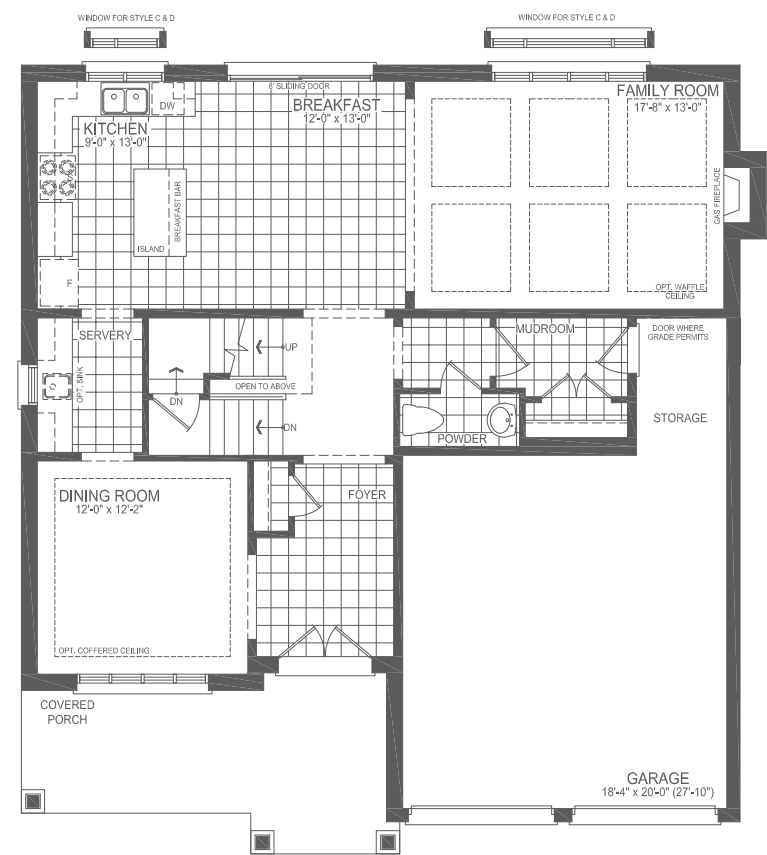 WINDOW FOR STYLE C & D
WINDOW FOR STYLE C & D
6' SLIDING DOOR
DW
KITCHEN
9'-0" x 13'-0"
BREAKFAST
12'-0" x 13'-0"
FAMILY ROOM
17'-8" x 13'-0"
GAS FIREPLACE
BREAKFAST BAR
ISLAND
F
OPT. WAFFLE
CEILING
SERVERY
OPT. SINK
UP
OPEN TO ABOVE
DN
DN
MUDROOM
DOOR WHERE
GRADE PERMITS
STORAGE
POWDER
DINING ROOM
12'-0" x 12'-2"
FOYER
OPT. COFFERED CEILING
COVERED
PORCH
GARAGE
18'-4" x 20'-0" (27'-10")